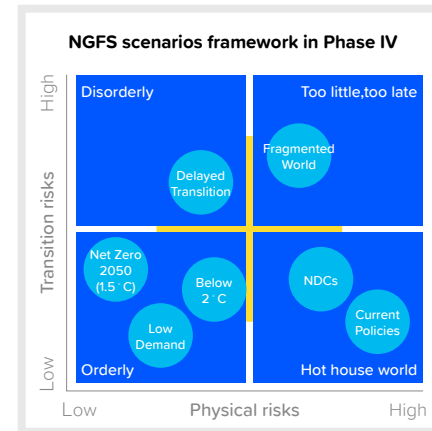 NGFS scenarios framework in Phase IV
High
Transition risks
Low
Disorderly
Too little,too late
Delayed
Translition
Fragmented
World
Net Zero
2050
(1.5˚C)
Below
2˚C
Low
Demand
NDCs
Current
Policies
Orderly
Hot house world
Low
Physical risks
High